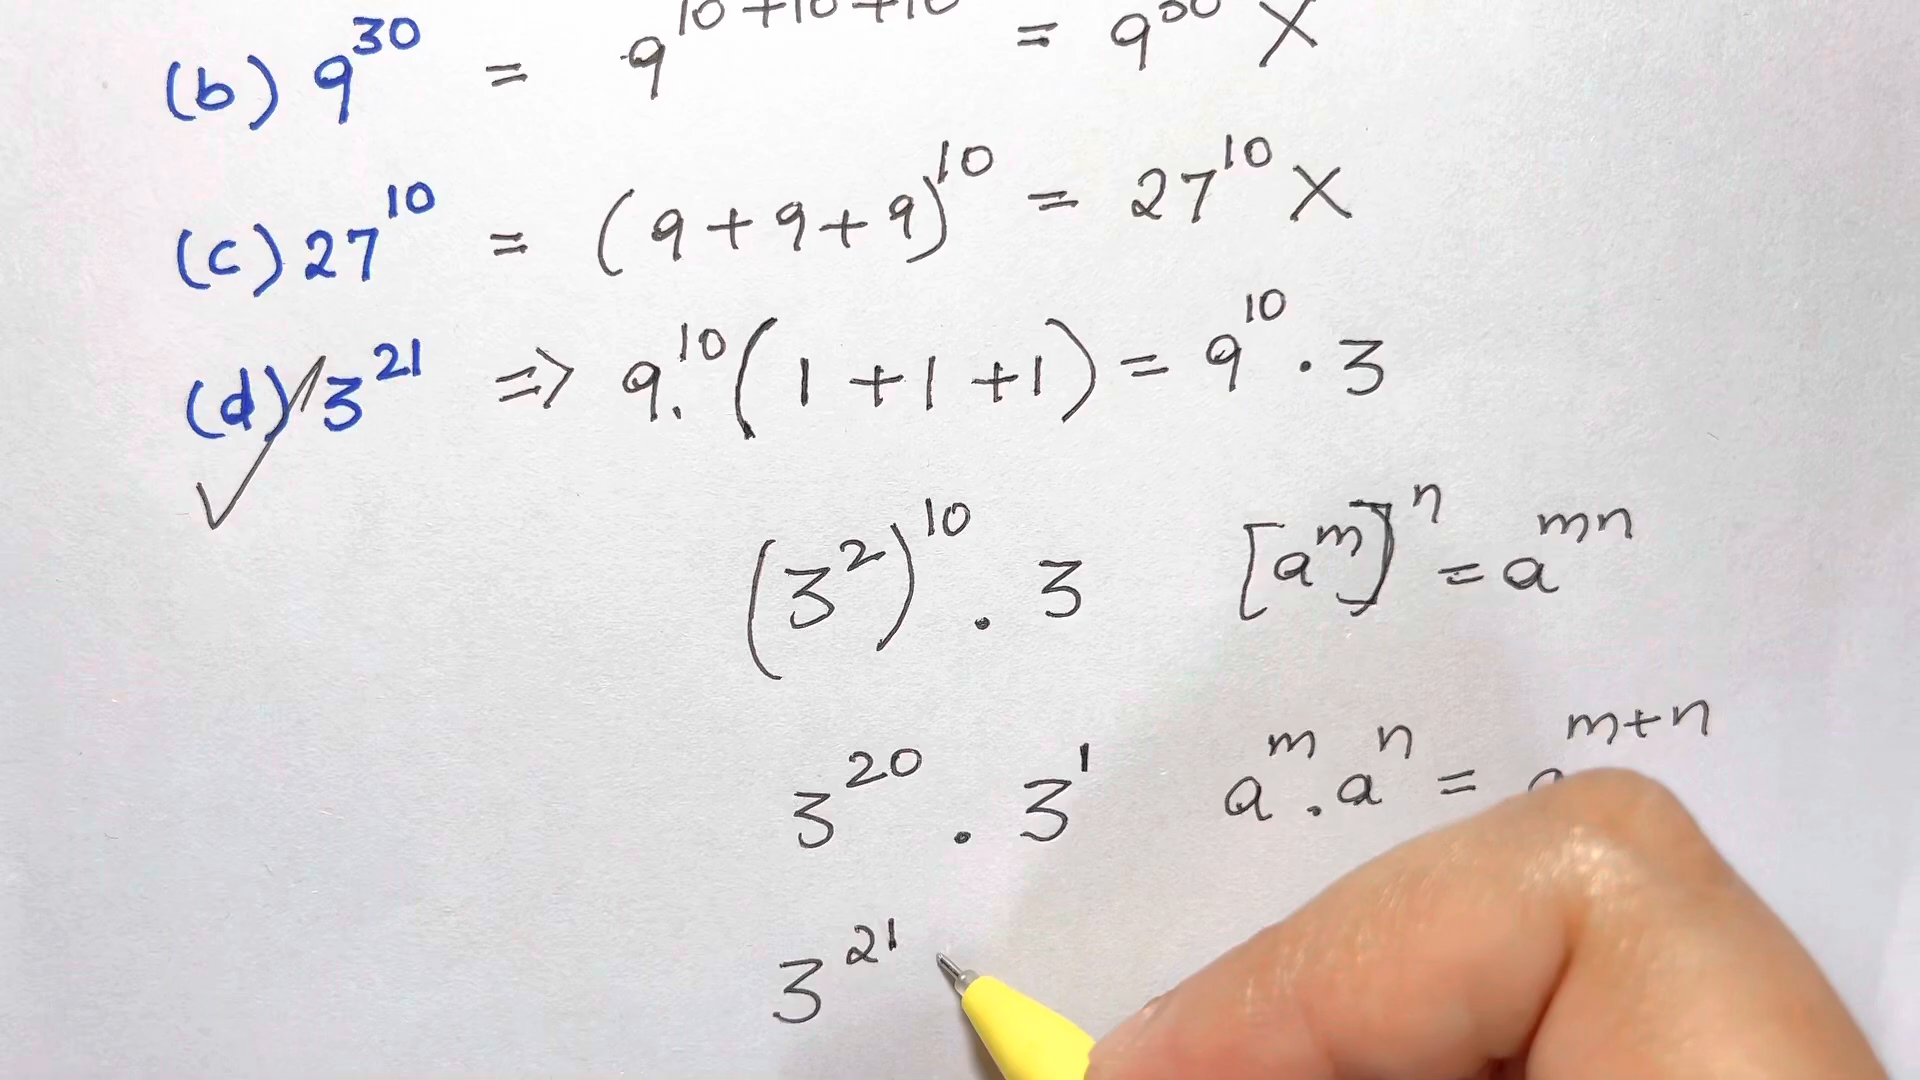 (b) 9^30 = 9^10+10+10 = 9^30 X
(c) 27^10 = (9+9+9)^10 = 27^10 X
(d) 3^21 => 9^10.(1+1+1) = 9^10 . 3
(3^2)^10 . 3 [a^m]^n = a^mn
3^20 . 3^1 a^m . a^n = a^m+n
3^21